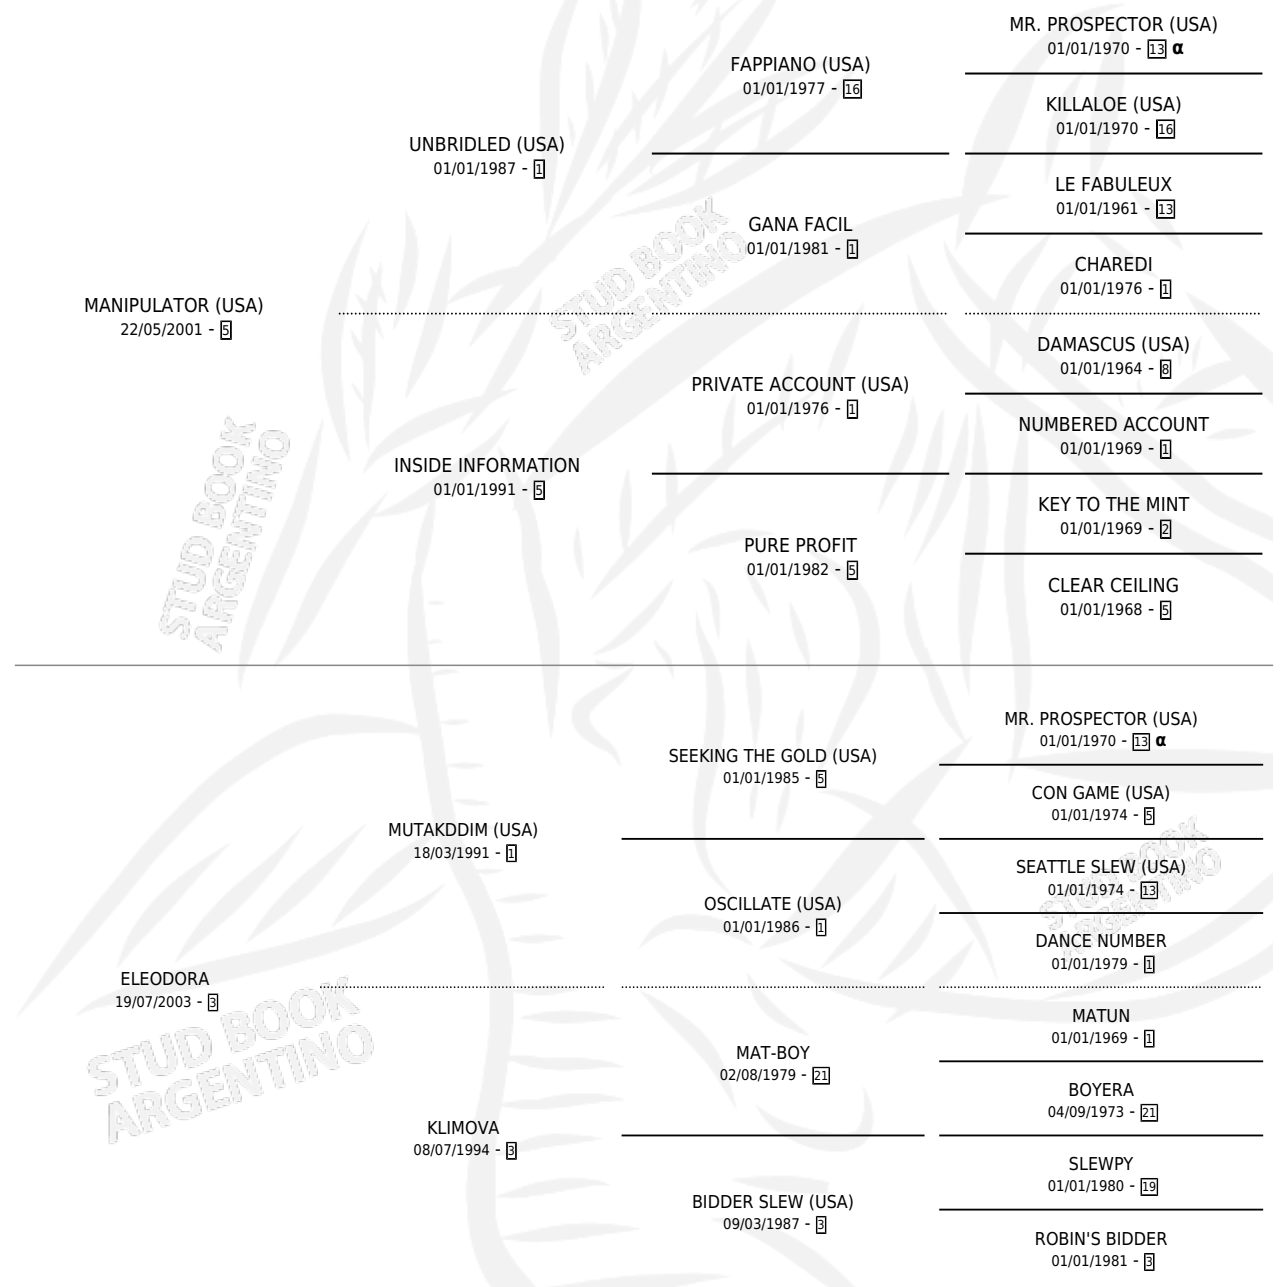 MR. PROSPECTOR (USA)
01/01/1970 - 13 α
FAPPIANO (USA)
01/01/1977 - 16
KILLALOE (USA)
01/01/1970 - 16
UNBRIDLED (USA)
01/01/1987 - 1
LE FABULEUX
01/01/1961 - 13
GANA FACIL
01/01/1981 - 1
CHAREDI
01/01/1976 - 1
MANIPULATOR (USA)
22/05/2001 - 5
DAMASCUS (USA)
01/01/1964 - 8
PRIVATE ACCOUNT (USA)
01/01/1976 - 1
NUMBERED ACCOUNT
01/01/1969 - 1
INSIDE INFORMATION
01/01/1991 - 5
KEY TO THE MINT
01/01/1969 - 2
PURE PROFIT
01/01/1982 - 5
CLEAR CEILING
01/01/1968 - 5
MR. PROSPECTOR (USA)
01/01/1970 - 13 α
SEEKING THE GOLD (USA)
01/01/1985 - 5
CON GAME (USA)
01/01/1974 - 5
MUTAKDDIM (USA)
18/03/1991 - 1
SEATTLE SLEW (USA)
01/01/1974 - 13
OSCILLATE (USA)
01/01/1986 - 1
DANCE NUMBER
01/01/1979 - 1
ELEODORA
19/07/2003 - 3
MATUN
01/01/1969 - 1
MAT-BOY
02/08/1979 - 21
BOYERA
04/09/1973 - 21
KLIMOVA
08/07/1994 - 3
SLEWPY
01/01/1980 - 19
BIDDER SLEW (USA)
09/03/1987 - 3
ROBIN'S BIDDER
01/01/1981 - 3
STUD BOOK
ARGENTINO
STUD BOOK
ARGENTINO
STUD BOOK
ARGENTINO
STUD BOOK
ARGENTINO